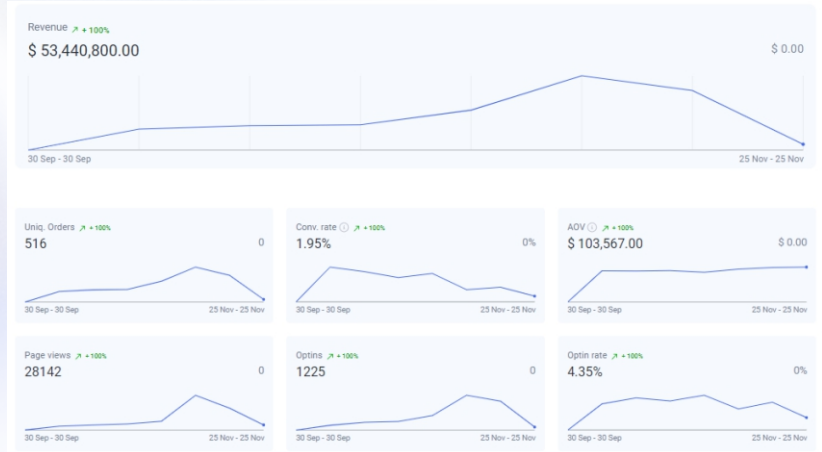 Revenue + 100%
$ 53,440,800.00 $ 0.00
30 Sep - 30 Sep 25 Nov - 25 Nov
Uniq. Orders + 100%
516 0
30 Sep - 30 Sep 25 Nov - 25 Nov
Conv. rate + 100%
1.95% 0%
30 Sep - 30 Sep 25 Nov - 25 Nov
AOV + 100%
$ 103,567.00 $ 0.00
30 Sep - 30 Sep 25 Nov - 25 Nov
Page views + 100%
28142 0
30 Sep - 30 Sep 25 Nov - 25 Nov
Optins + 100%
1225 0
30 Sep - 30 Sep 25 Nov - 25 Nov
Optin rate + 100%
4.35% 0%
30 Sep - 30 Sep 25 Nov - 25 Nov